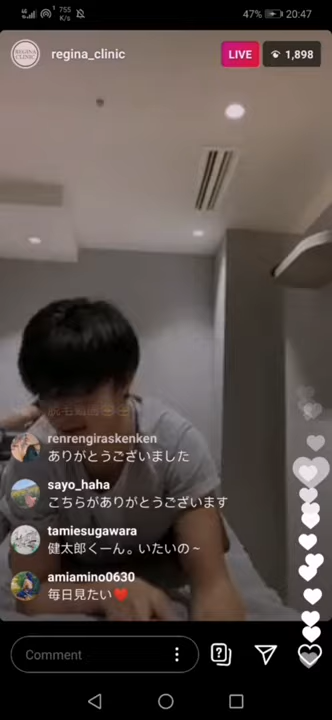 755
K/s
47%
20:47
REGINA
CLINIC
regina_clinic
LIVE
1,898
renrengiraskenken
ありがとうございました
sayo_haha
こちらがありがとうございます
tamiesugawara
健太郎くーん。いたいの~
amiamino0630
毎日見たい❤️
Comment